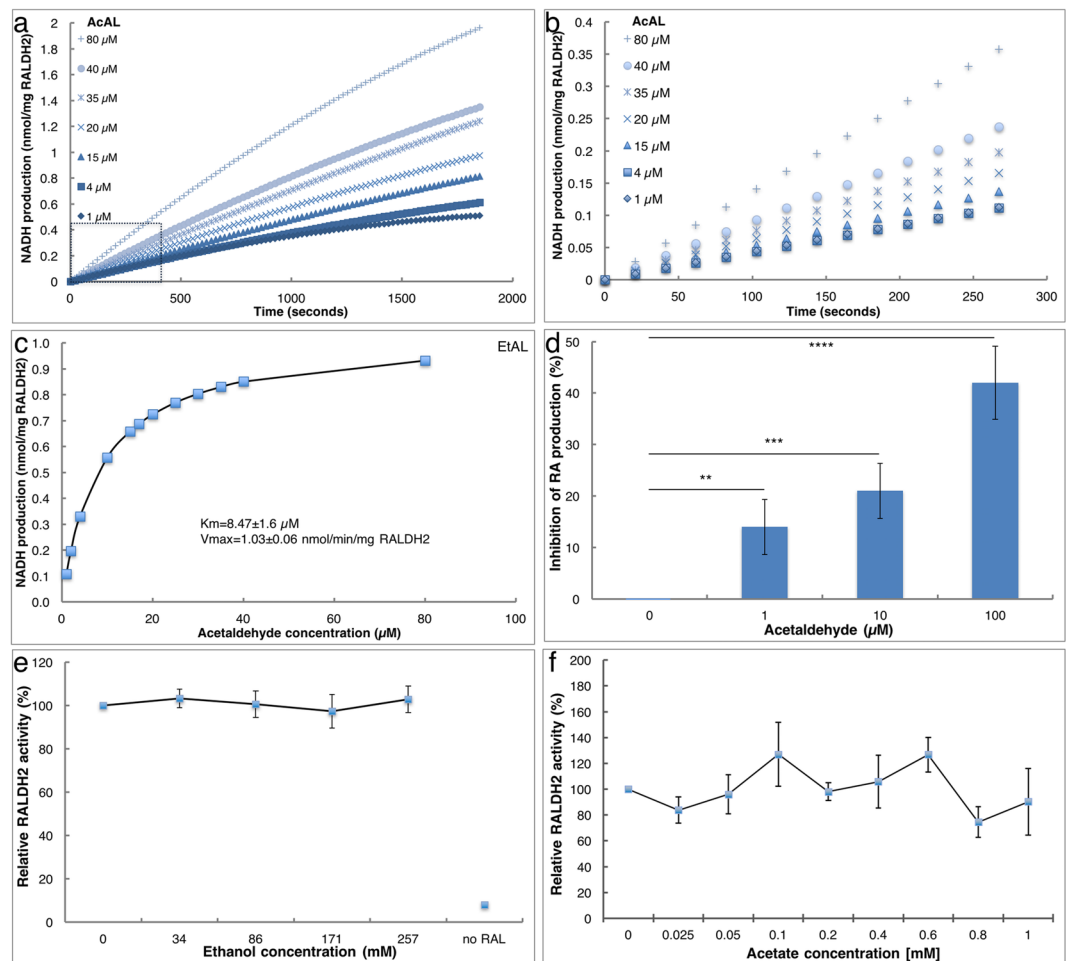 a
AcAL
80 µM
40 µM
35 µM
20 µM
15 µM
4 µM
1 µM
NADH production (nmol/mg RALDH2)
2
1.8
1.6
1.4
1.2
1
0.8
0.6
0.4
0.2
0
0 500 1000 1500 2000
Time (seconds)
b
AcAL
80 µM
40 µM
35 µM
20 µM
15 µM
4 µM
1 µM
NADH production (nmol/mg RALDH2)
0.4
0.35
0.3
0.25
0.2
0.15
0.1
0.05
0
0 50 100 150 200 250 300
Time (seconds)
c
EtAL
NADH production (nmol/mg RALDH2)
1.0
0.9
0.8
0.7
0.6
0.5
0.4
0.3
0.2
0.1
0.0
Km=8.47±1.6 µM
Vmax=1.03±0.06 nmol/min/mg RALDH2
0 20 40 60 80 100
Acetaldehyde concentration (µM)
d
Inhibition of RA production (%)
50
40
30
20
10
0
****
***
**
0 1 10 100
Acetaldehyde (µM)
e
Relative RALDH2 activity (%)
120
100
80
60
40
20
0
0 34 86 171 257 no RAL
Ethanol concentration (mM)
f
Relative RALDH2 activity (%)
200
180
160
140
120
100
80
60
40
20
0
0 0.025 0.05 0.1 0.2 0.4 0.6 0.8 1
Acetate concentration [mM]